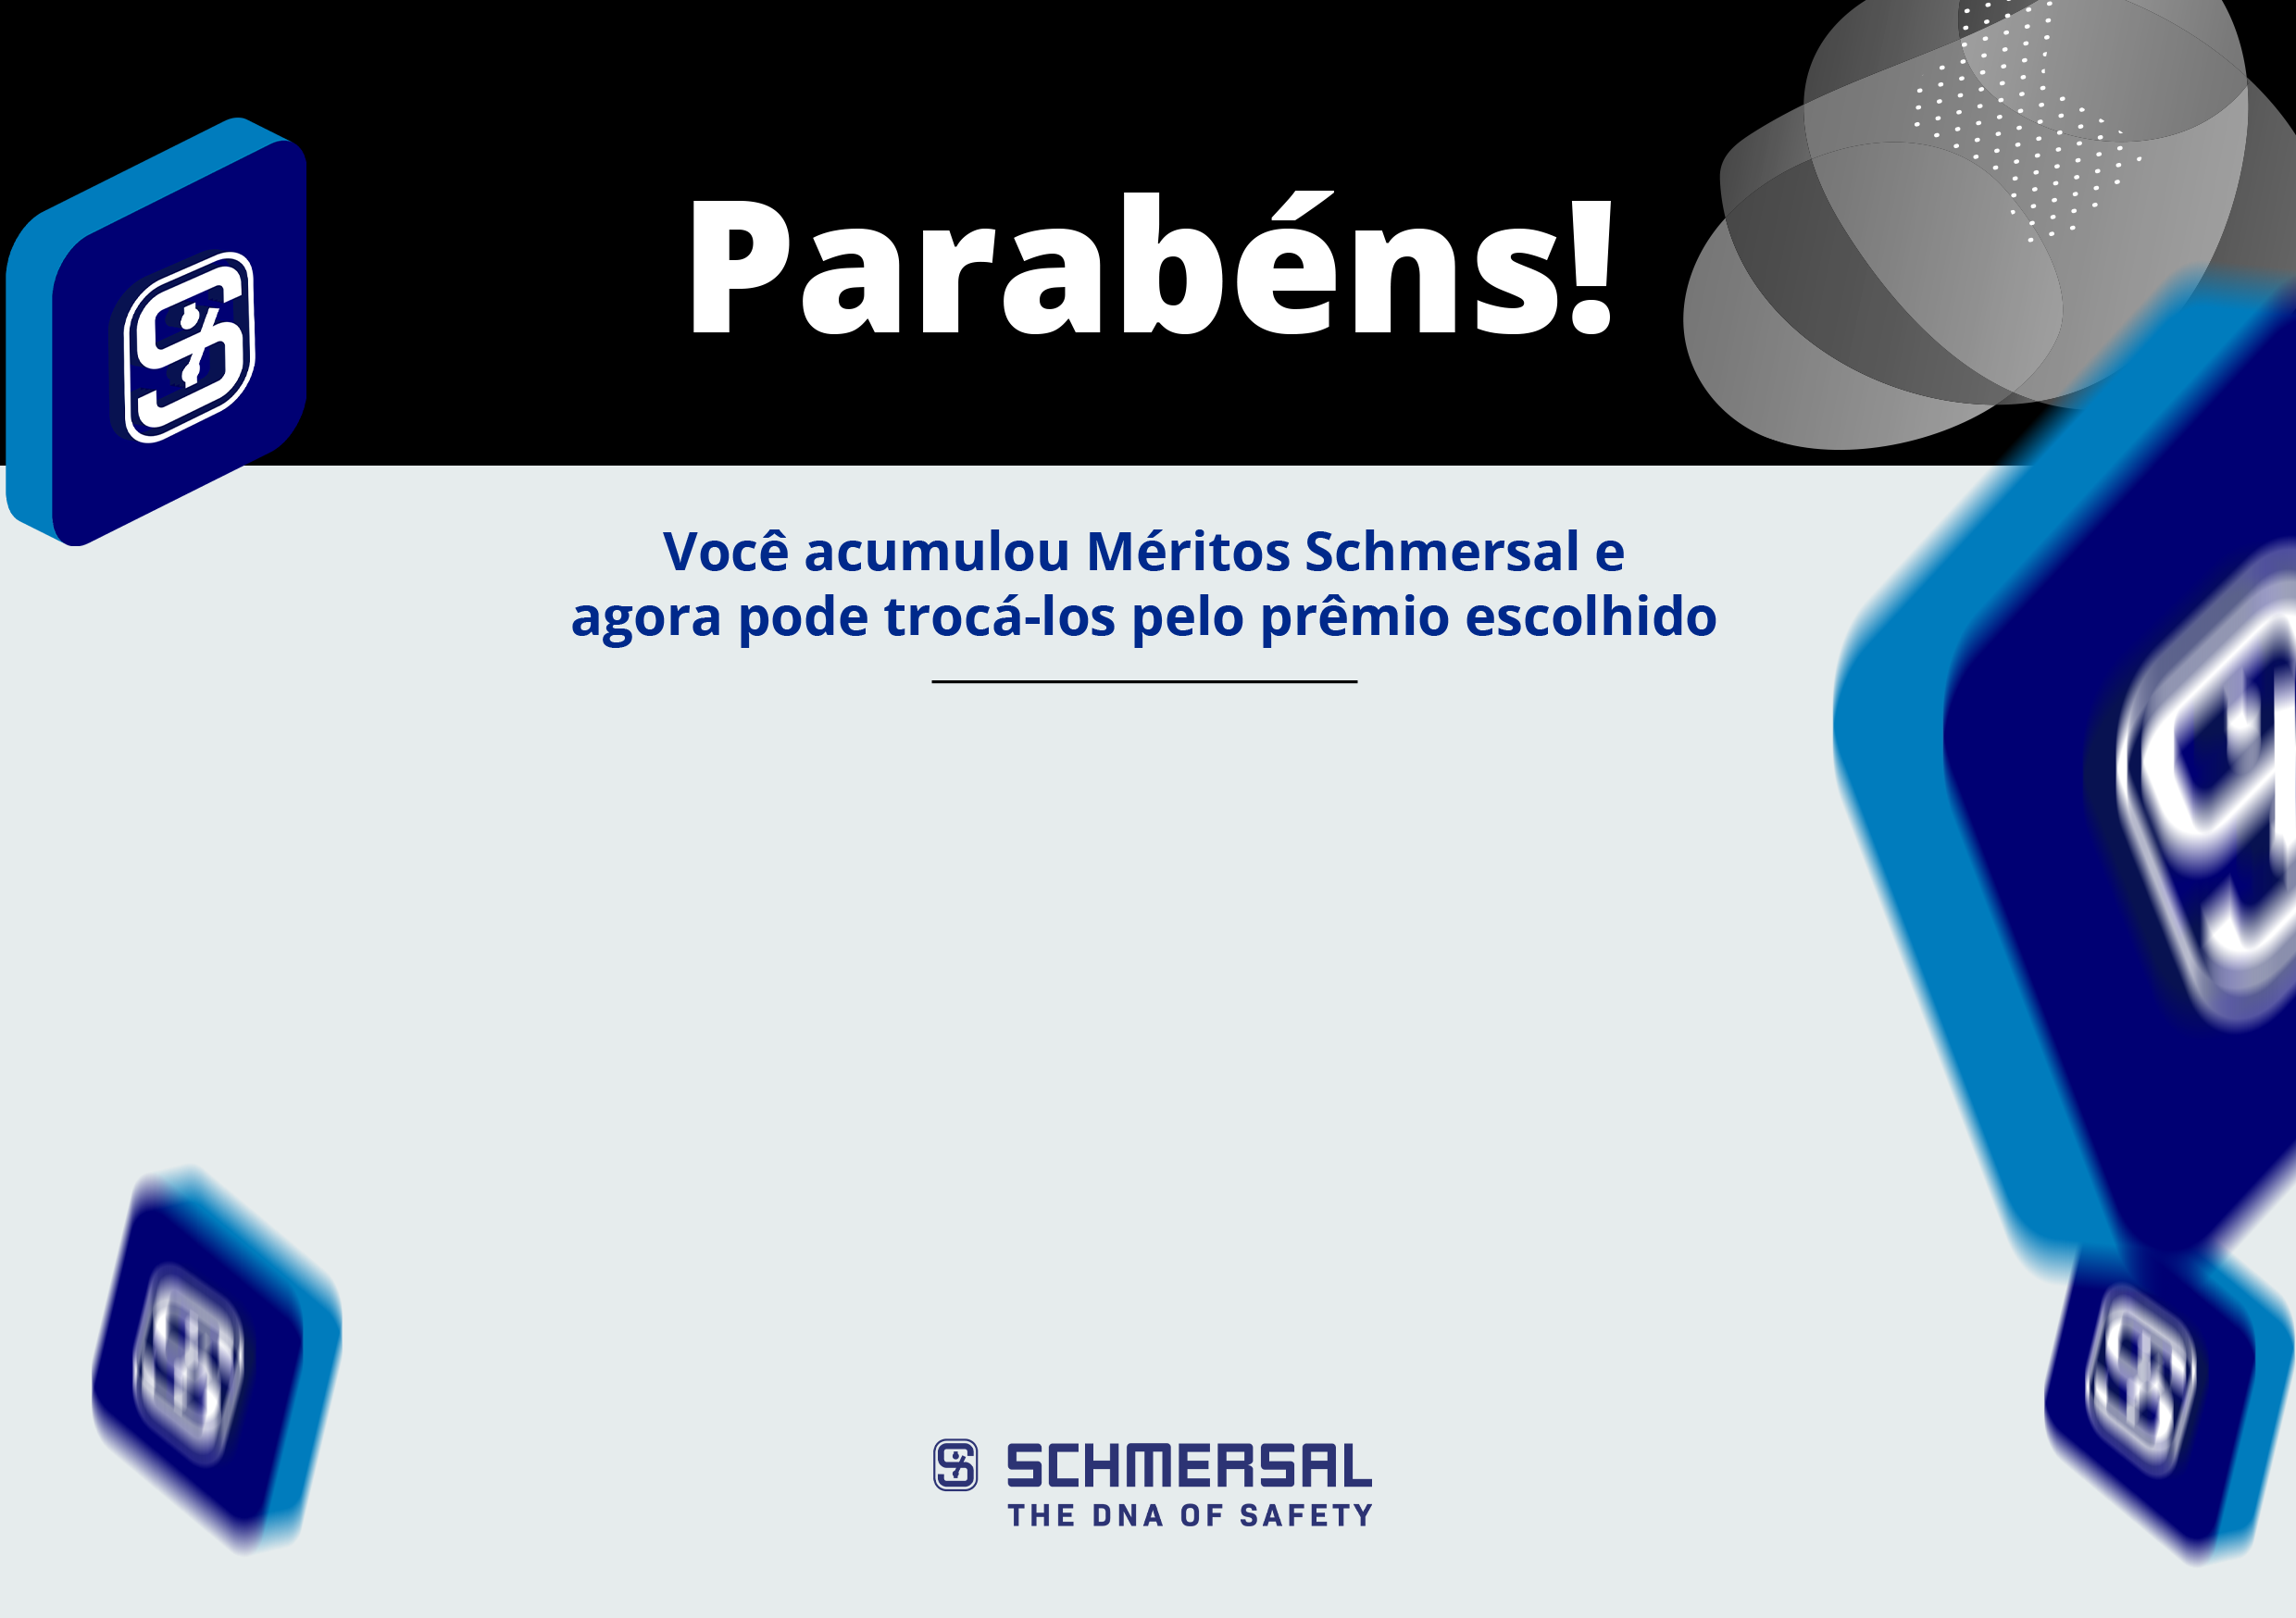 Parabéns!
Você acumulou Méritos Schmersal e
agora pode trocá-los pelo prêmio escolhido
SCHMERSAL
THE DNA OF SAFETY